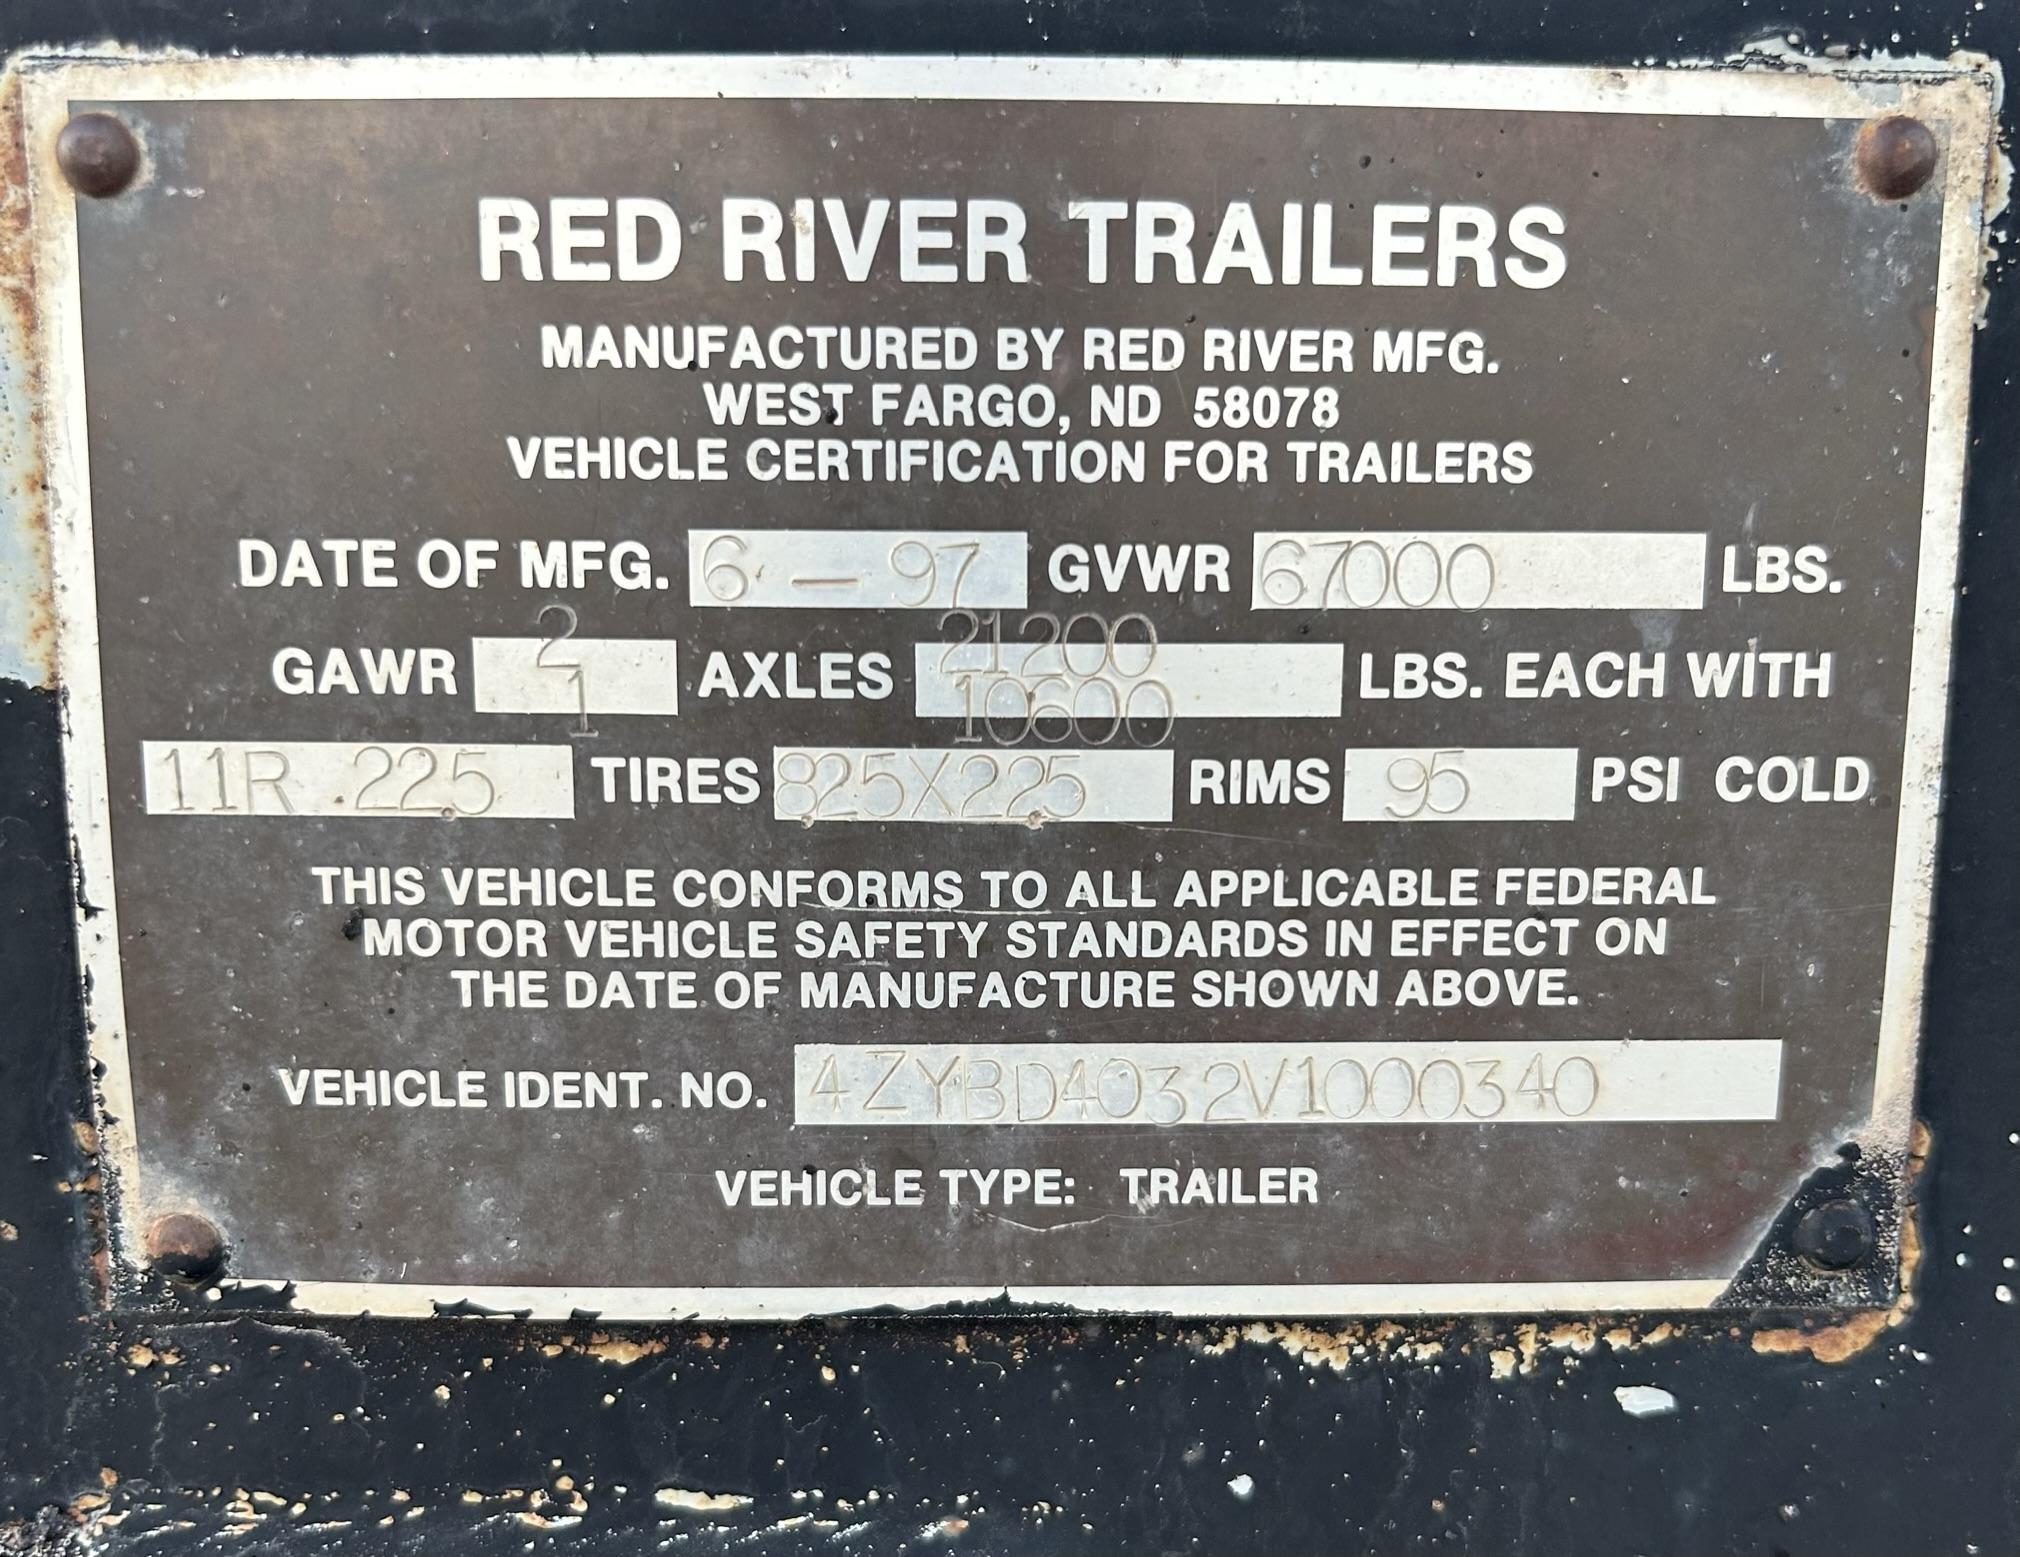 RED RIVER TRAILERS
MANUFACTURED BY RED RIVER MFG.
WEST FARGO, ND 58078
VEHICLE CERTIFICATION FOR TRAILERS
DATE OF MFG. 6 - 97 GVWR 67000 LBS.
GAWR 2 1 AXLES 21200 10600 LBS. EACH WITH
11R 22.5 TIRES 825X225 RIMS 95 PSI COLD
THIS VEHICLE CONFORMS TO ALL APPLICABLE FEDERAL
MOTOR VEHICLE SAFETY STANDARDS IN EFFECT ON
THE DATE OF MANUFACTURE SHOWN ABOVE.
VEHICLE IDENT. NO. 4ZYBD4032V1000340
VEHICLE TYPE: TRAILER